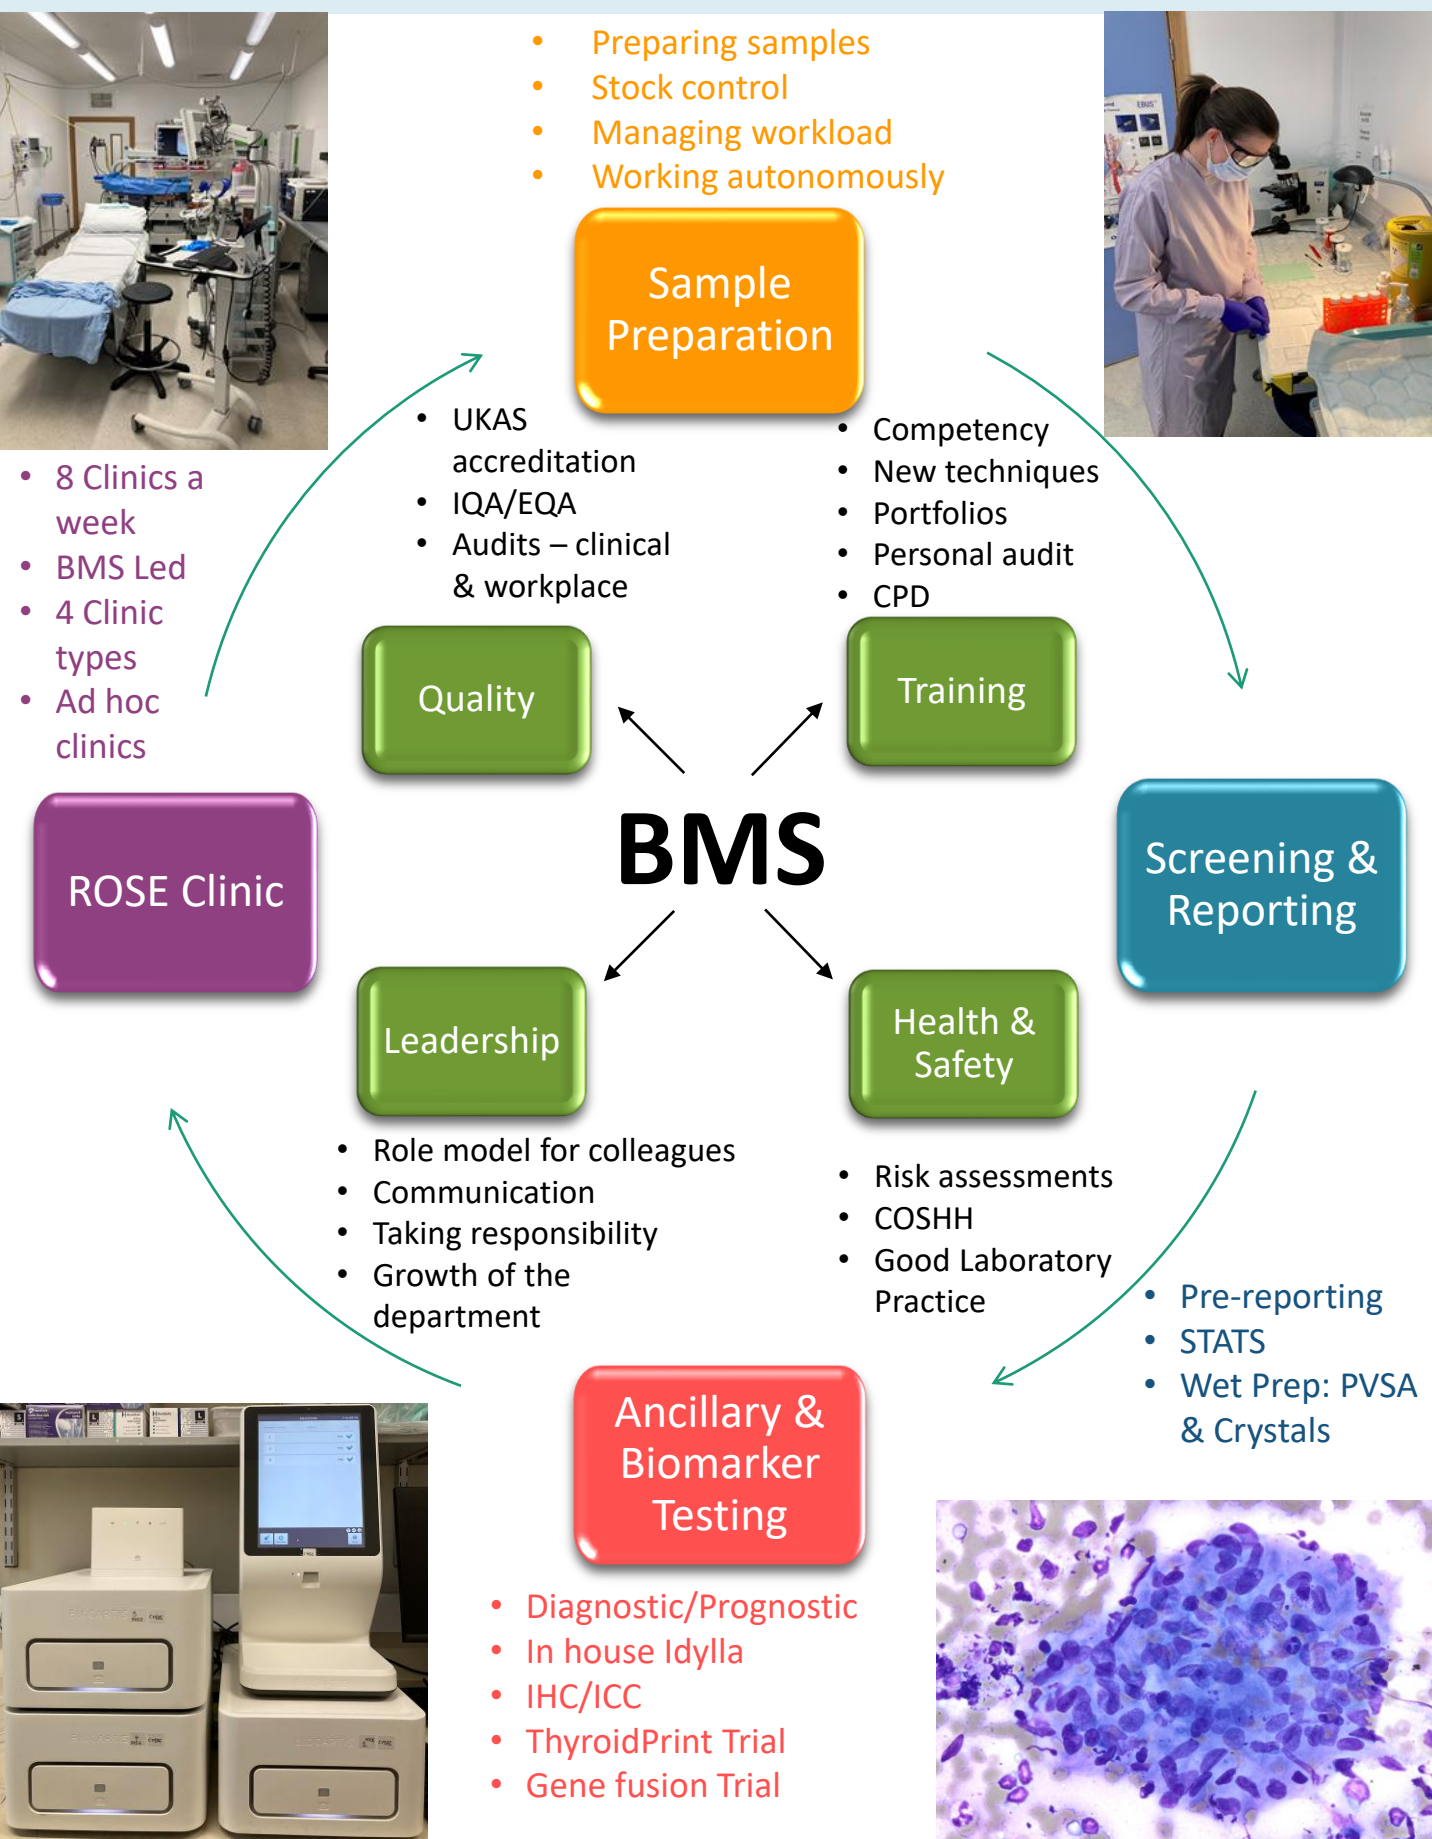 • Preparing samples
• Stock control
• Managing workload
• Working autonomously
EBUS
Sample
Preparation
• UKAS
accreditation
• IQA/EQA
• Audits – clinical
& workplace
• Competency
• New techniques
• Portfolios
• Personal audit
• CPD
• 8 Clinics a
week
• BMS Led
• 4 Clinic
types
• Ad hoc
clinics
Quality
Training
BMS
ROSE Clinic
Screening &
Reporting
Leadership
Health &
Safety
• Role model for colleagues
• Communication
• Taking responsibility
• Growth of the
department
• Risk assessments
• COSHH
• Good Laboratory
Practice
• Pre-reporting
• STATS
• Wet Prep: PVSA
& Crystals
Ancillary &
Biomarker
Testing
• Diagnostic/Prognostic
• In house Idylla
• IHC/ICC
• ThyroidPrint Trial
• Gene fusion Trial
S
L
L
BIOCARTIS
BIOCARTIS
BIOCARTIS